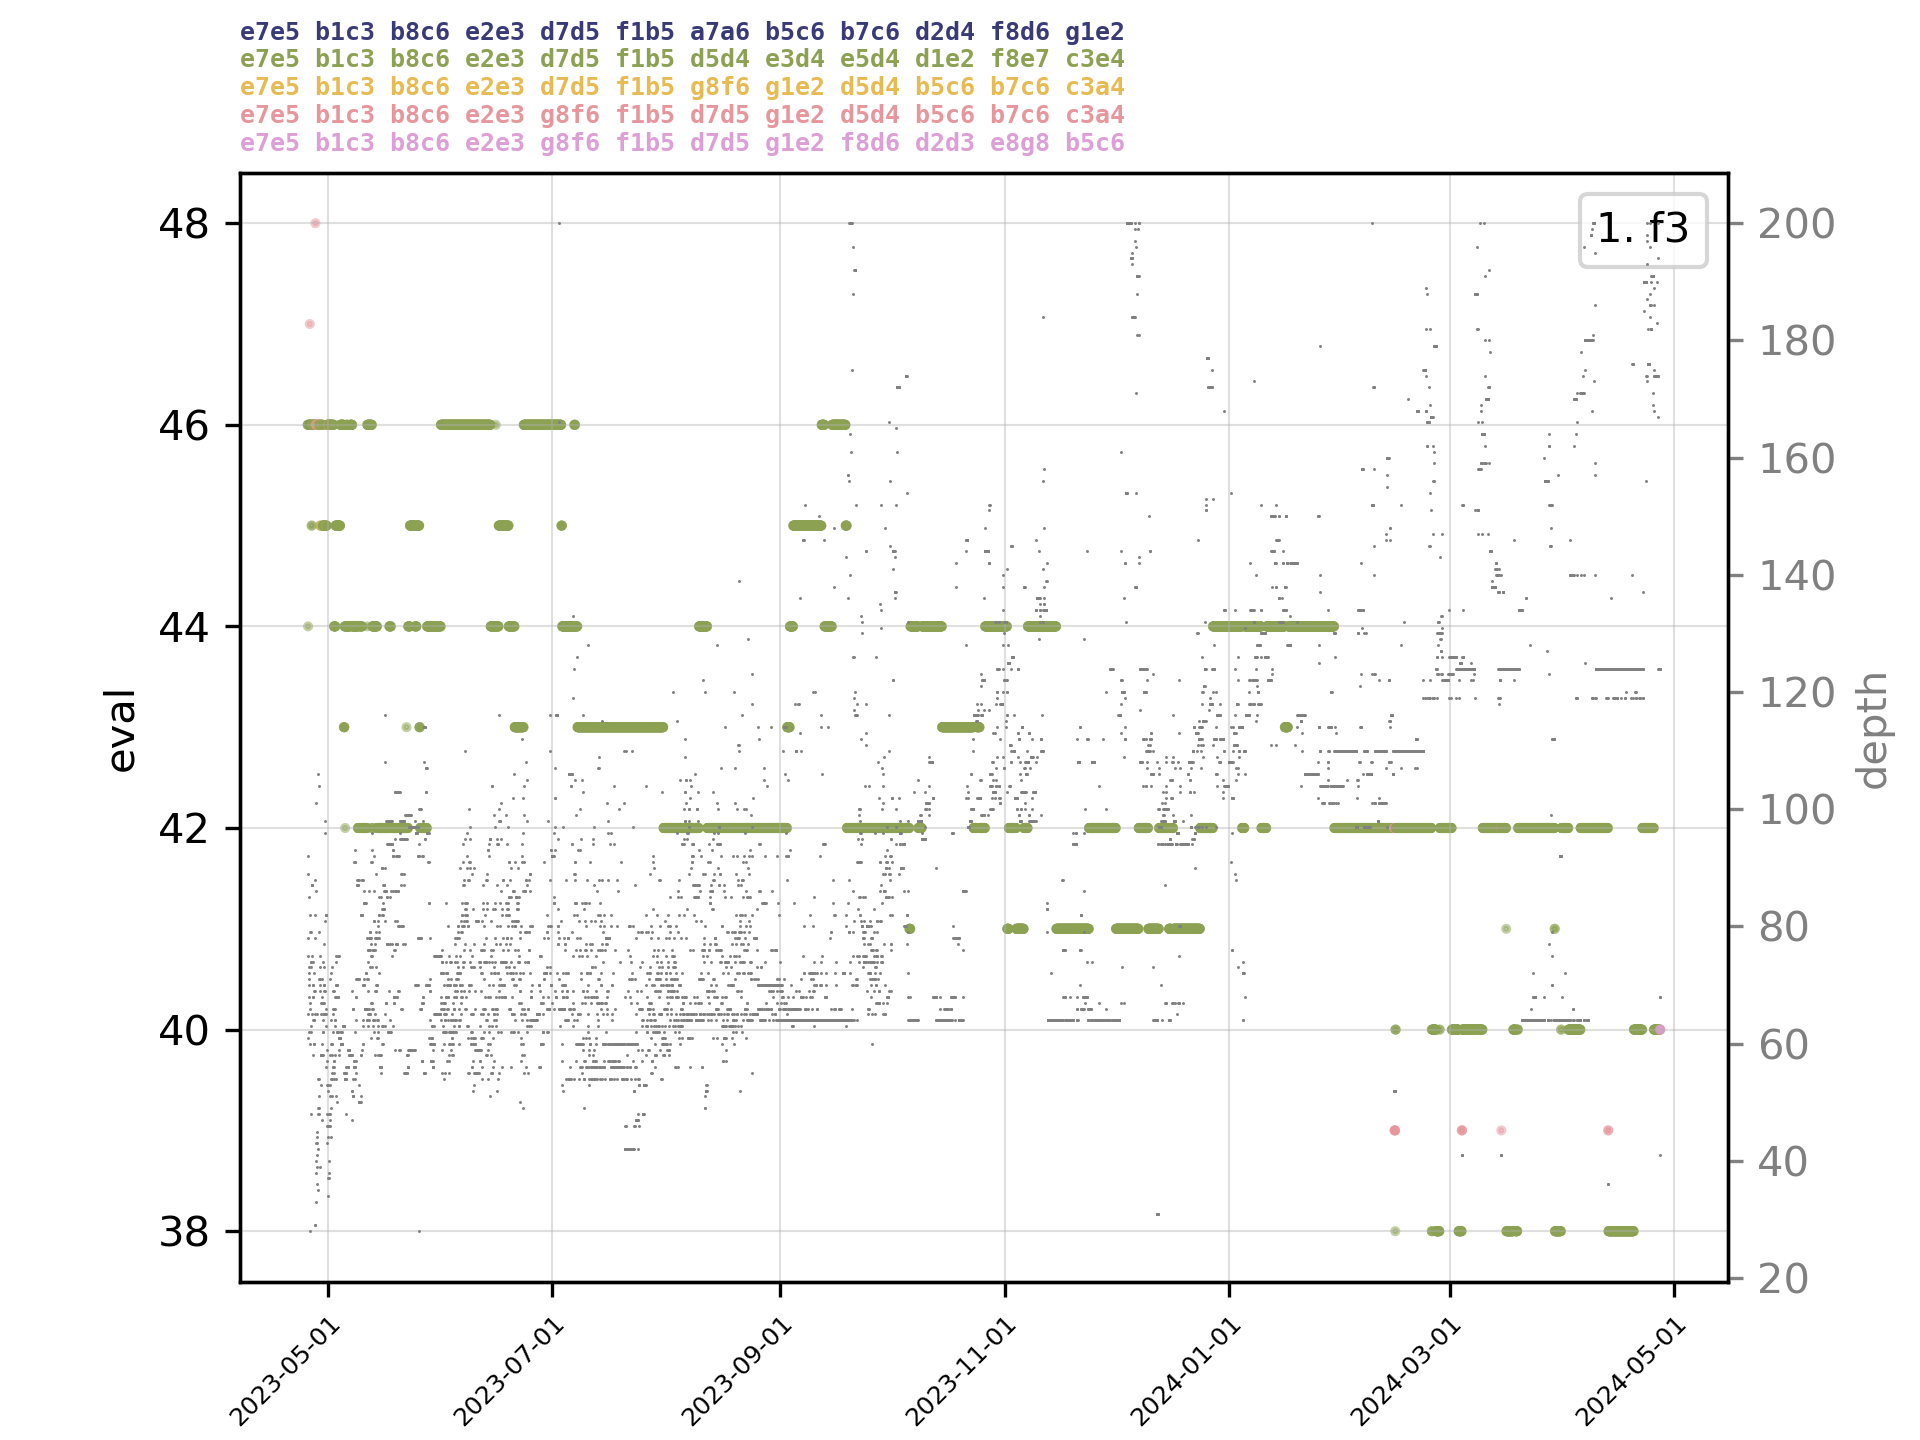 e7e5 b1c3 b8c6 e2e3 d7d5 f1b5 a7a6 b5c6 b7c6 d2d4 f8d6 g1e2
e7e5 b1c3 b8c6 e2e3 d7d5 f1b5 d5d4 e3d4 e5d4 d1e2 f8e7 c3e4
e7e5 b1c3 b8c6 e2e3 d7d5 f1b5 g8f6 g1e2 d5d4 b5c6 b7c6 c3a4
e7e5 b1c3 b8c6 e2e3 g8f6 f1b5 d7d5 g1e2 d5d4 b5c6 b7c6 c3a4
e7e5 b1c3 b8c6 e2e3 g8f6 f1b5 d7d5 g1e2 f8d6 d2d3 e8g8 b5c6
1. f3
48
46
44
42
40
38
eval
200
180
160
140
120
100
80
60
40
20
depth
2023-05-01
2023-07-01
2023-09-01
2023-11-01
2024-01-01
2024-03-01
2024-05-01